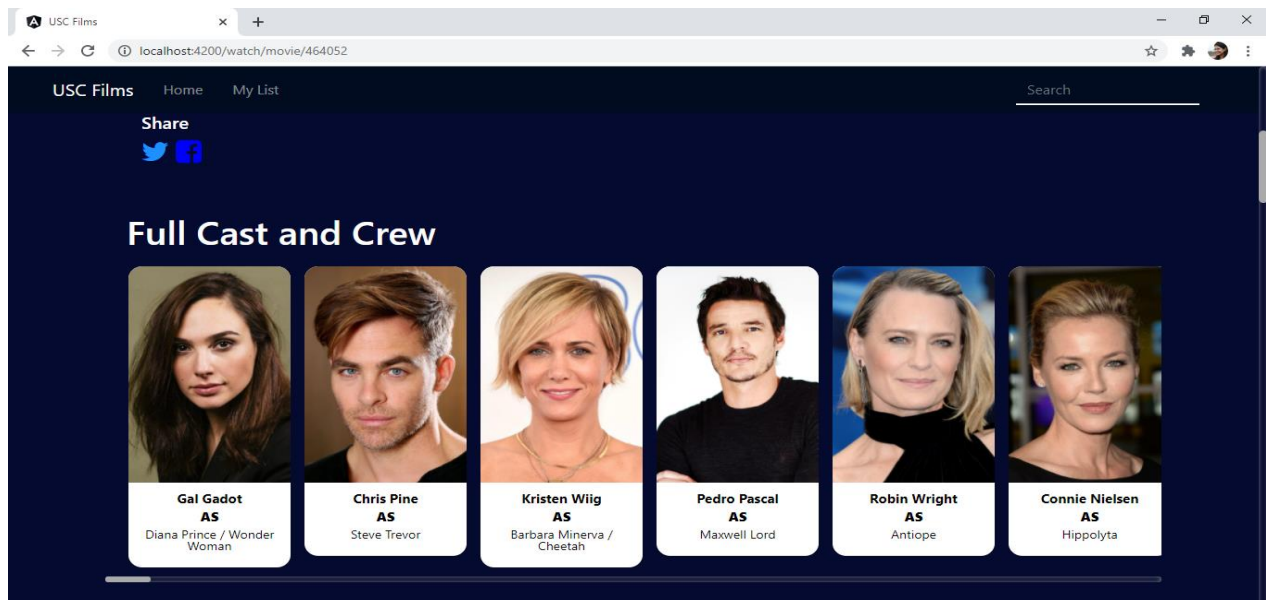 USC Films
localhost:4200/watch/movie/464052
USC Films Home My List Search
Share
Full Cast and Crew
Gal Gadot
AS
Diana Prince / Wonder
Woman
Chris Pine
AS
Steve Trevor
Kristen Wiig
AS
Barbara Minerva /
Cheetah
Pedro Pascal
AS
Maxwell Lord
Robin Wright
AS
Antiope
Connie Nielsen
AS
Hippolyta